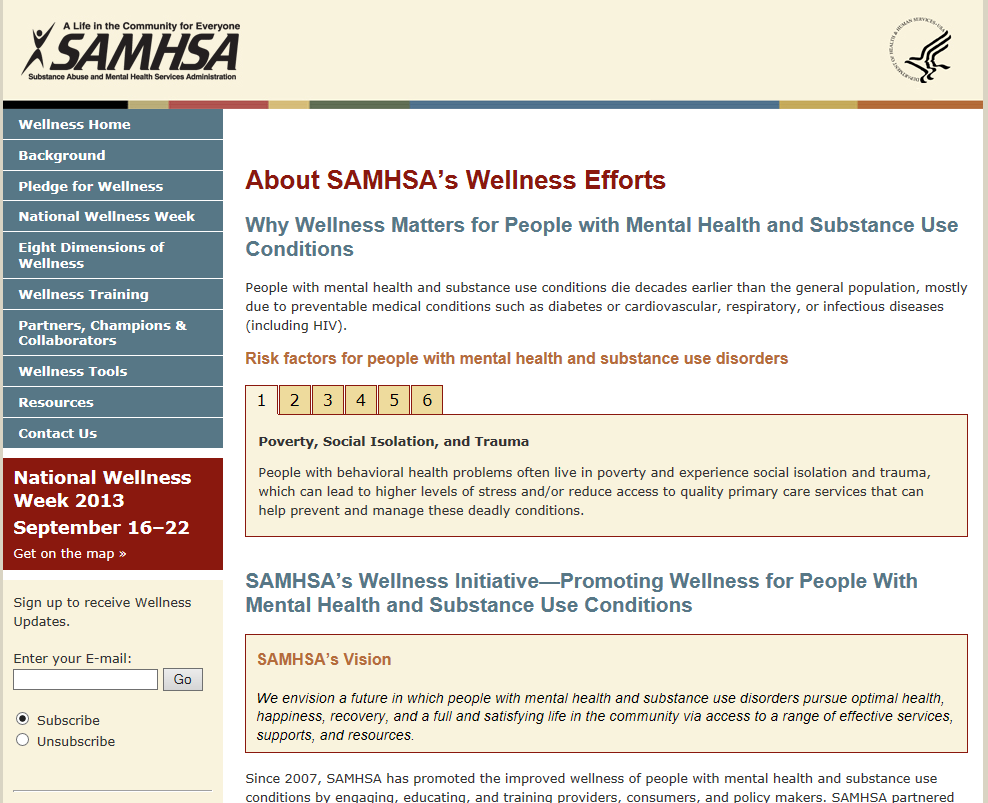 A Life in the Community for Everyone
SAMHSA
Substance Abuse and Mental Health Services Administration
DEPARTMENT OF HEALTH & HUMAN SERVICES • USA
Wellness Home
Background
Pledge for Wellness
National Wellness Week
Eight Dimensions of
Wellness
Wellness Training
Partners, Champions &
Collaborators
Wellness Tools
Resources
Contact Us
National Wellness
Week 2013
September 16–22
Get on the map »
Sign up to receive Wellness
Updates.
Enter your E-mail:
Go
Subscribe
Unsubscribe
About SAMHSA’s Wellness Efforts
Why Wellness Matters for People with Mental Health and Substance Use
Conditions
People with mental health and substance use conditions die decades earlier than the general population, mostly
due to preventable medical conditions such as diabetes or cardiovascular, respiratory, or infectious diseases
(including HIV).
Risk factors for people with mental health and substance use disorders
1 2 3 4 5 6
Poverty, Social Isolation, and Trauma
People with behavioral health problems often live in poverty and experience social isolation and trauma,
which can lead to higher levels of stress and/or reduce access to quality primary care services that can
help prevent and manage these deadly conditions.
SAMHSA’s Wellness Initiative—Promoting Wellness for People With
Mental Health and Substance Use Conditions
SAMHSA’s Vision
We envision a future in which people with mental health and substance use disorders pursue optimal health,
happiness, recovery, and a full and satisfying life in the community via access to a range of effective services,
supports, and resources.
Since 2007, SAMHSA has promoted the improved wellness of people with mental health and substance use
conditions by engaging, educating, and training providers, consumers, and policy makers. SAMHSA partnered